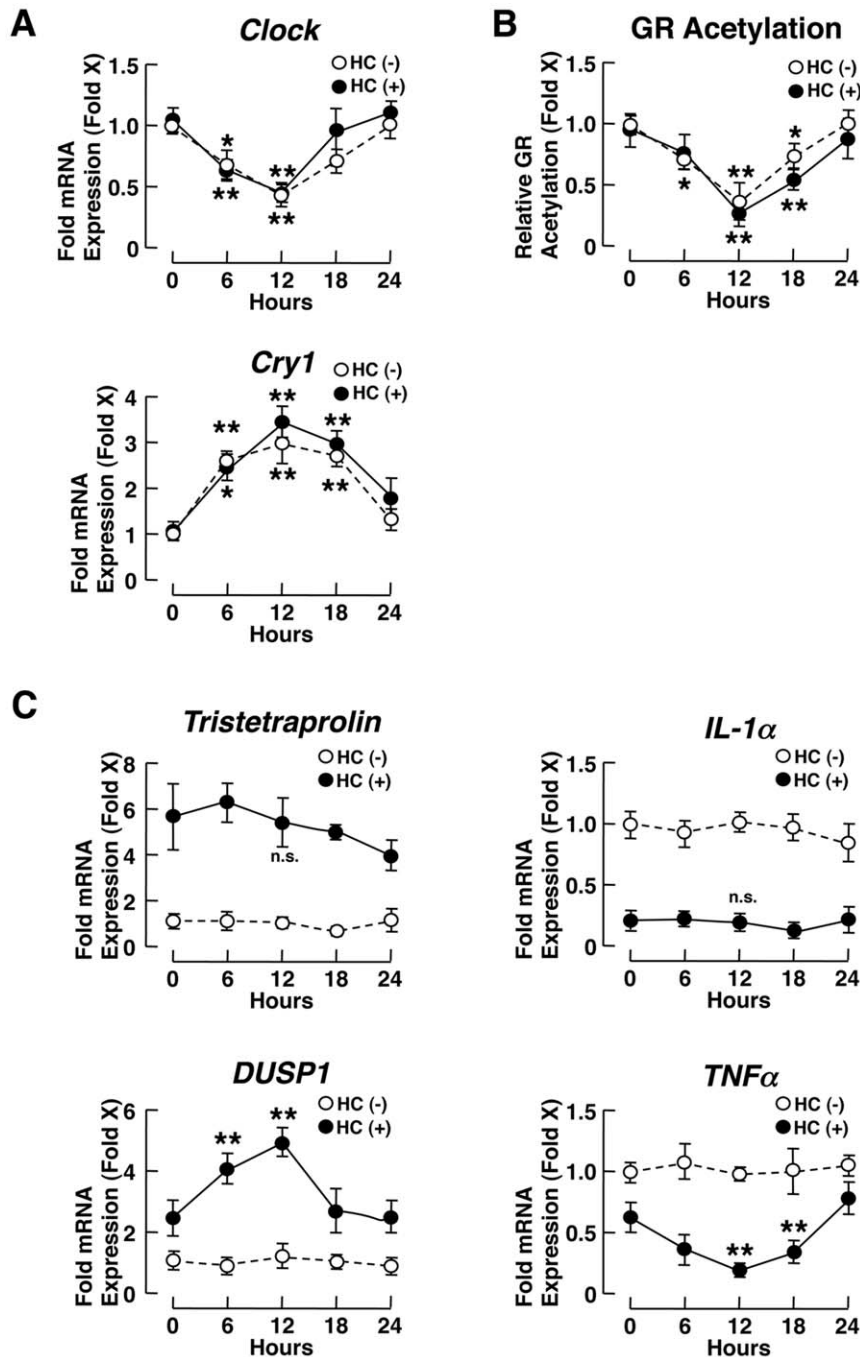 A
Clock
HC (-)
HC (+)
Fold mRNA
Expression (Fold X)
1.5
1.0
0.5
0
*
**
**
**
0 6 12 18 24
Hours
B
GR Acetylation
HC (-)
HC (+)
Relative GR
Acetylation (Fold X)
1.5
1.0
0.5
0
*
**
**
*
**
0 6 12 18 24
Hours
Cry1
HC (-)
HC (+)
Fold mRNA
Expression (Fold X)
4
3
2
1
0
**
*
**
**
**
**
0 6 12 18 24
Hours
C
Tristetraprolin
HC (-)
HC (+)
Fold mRNA
Expression (Fold X)
8
6
4
2
0
n.s.
0 6 12 18 24
Hours
IL-1α
HC (-)
HC (+)
Fold mRNA
Expression (Fold X)
1.5
1.0
0.5
0
n.s.
0 6 12 18 24
Hours
DUSP1
HC (-)
HC (+)
Fold mRNA
Expression (Fold X)
6
4
2
0
**
**
0 6 12 18 24
Hours
TNFα
HC (-)
HC (+)
Fold mRNA
Expression (Fold X)
1.5
1.0
0.5
0
**
**
0 6 12 18 24
Hours